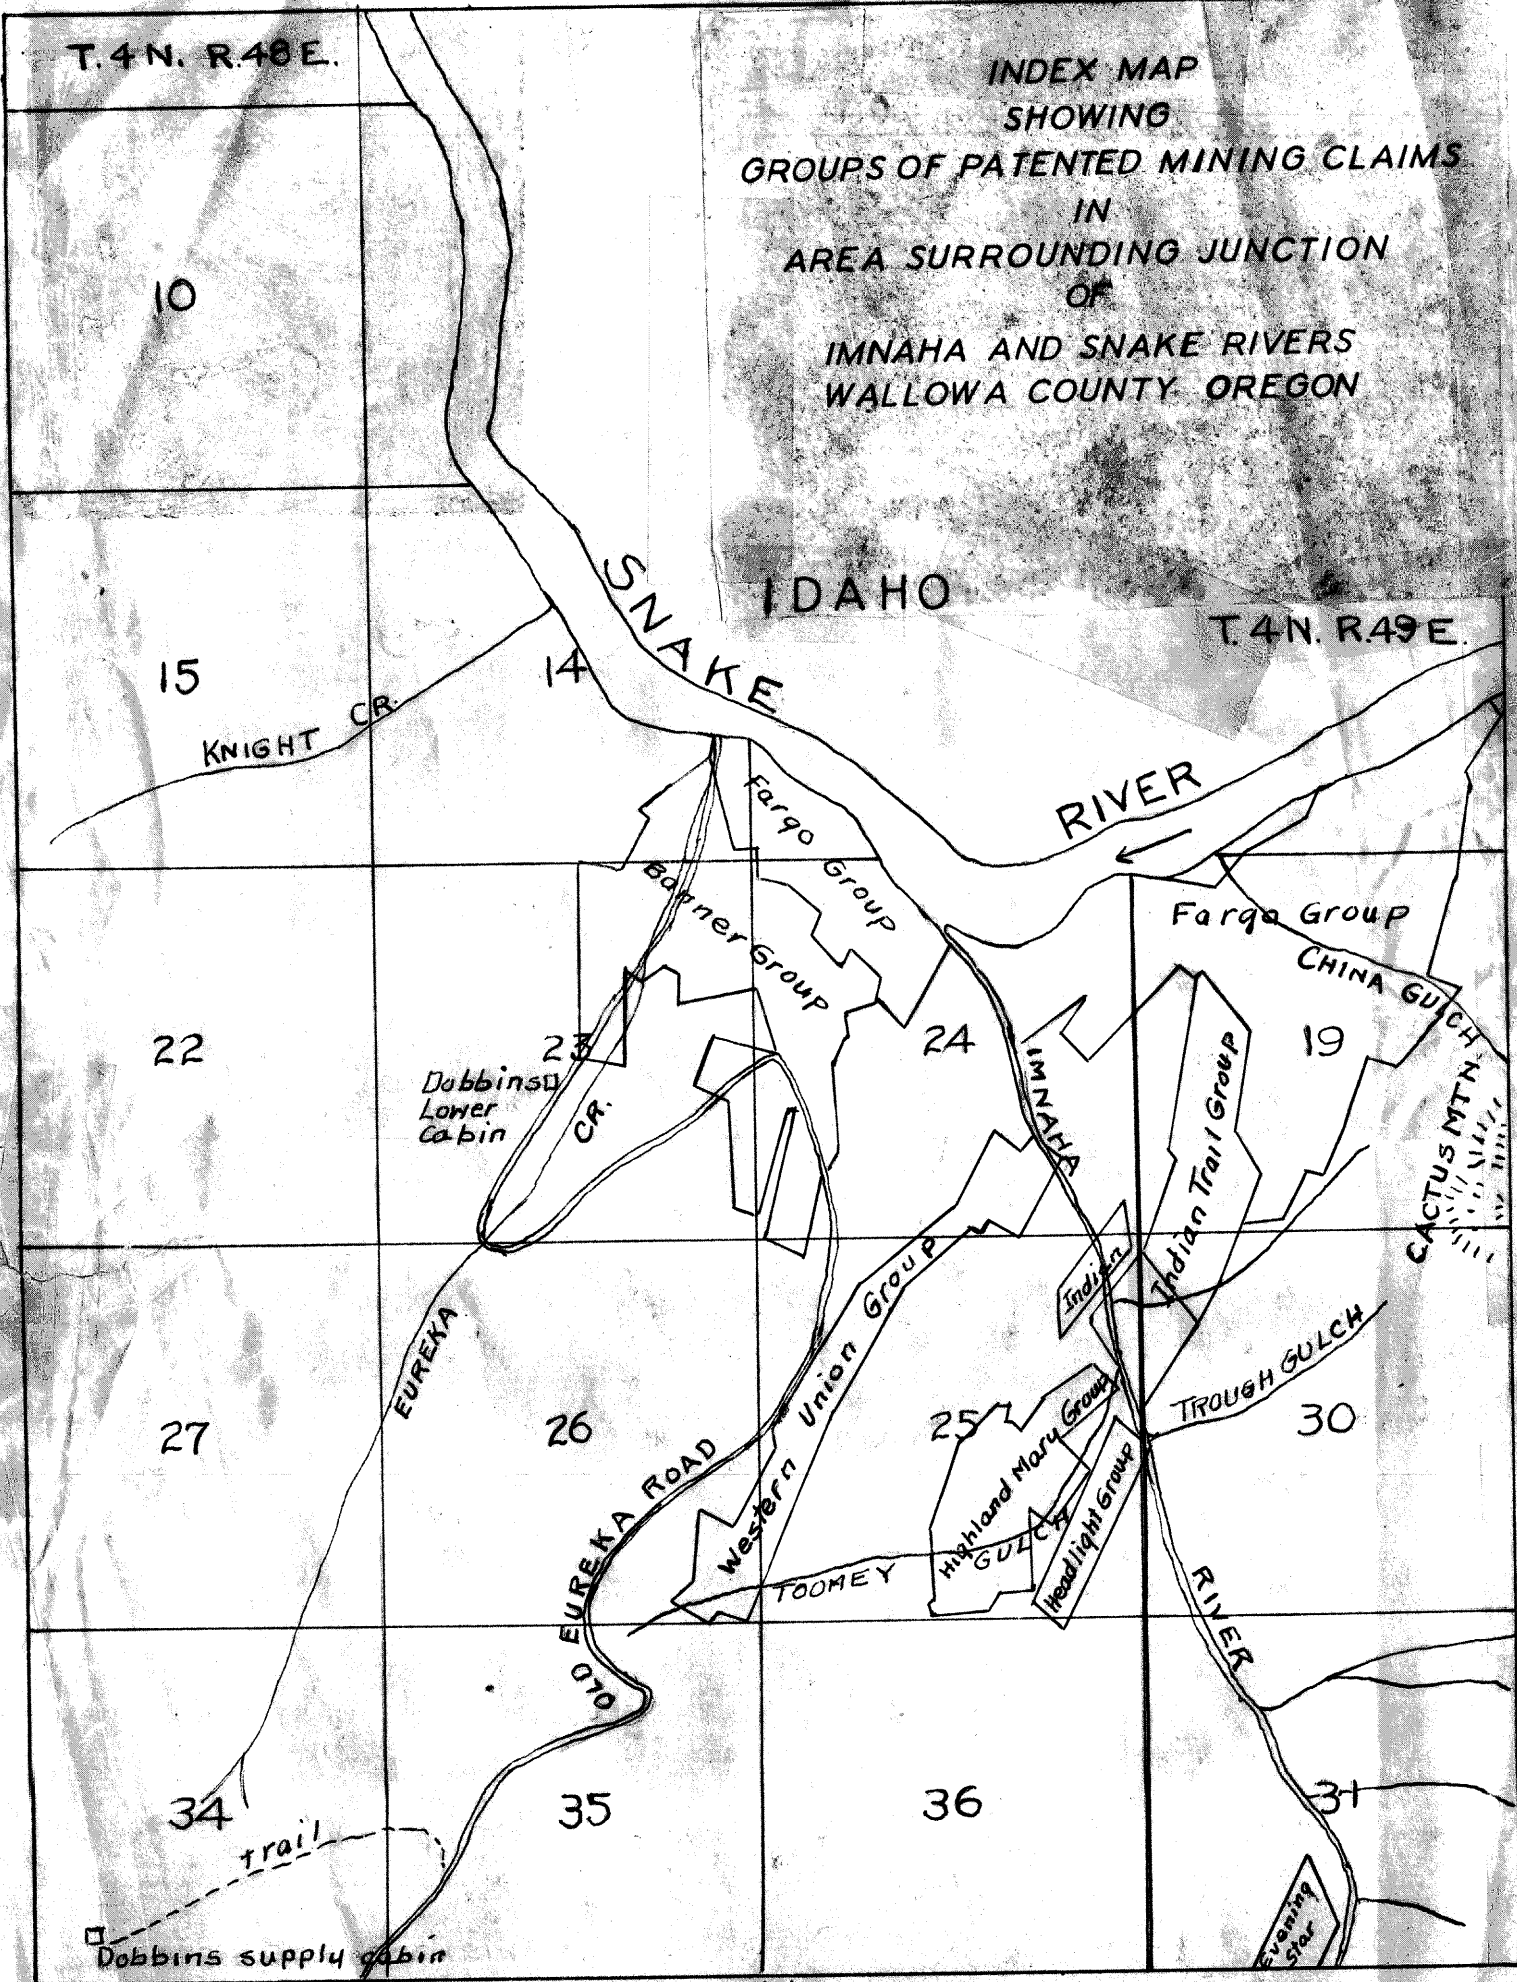 T. 4 N. R. 48 E.
INDEX MAP
SHOWING
GROUPS OF PATENTED MINING CLAIMS
IN
AREA SURROUNDING JUNCTION
OF
IMNAHA AND SNAKE RIVERS
WALLOWA COUNTY OREGON
10
IDAHO
T. 4 N. R. 49 E.
SNAKE
RIVER
15
14
KNIGHT CR.
Fargo Group
Banner Group
Fargo Group
CHINA GULCH
22
23
24
19
Dobbins
Lower
Cabin
CR.
IMNAHA
Indian Trail Group
CACTUS MTN.
Indian
EUREKA
Western Union Group
TROUGH GULCH
27
26
25
30
Highland Mary Group
Headlight Group
OLD EUREKA ROAD
TOOMEY GULCH
RIVER
34
35
36
31
trail
Dobbins supply cabin
Evening
Star